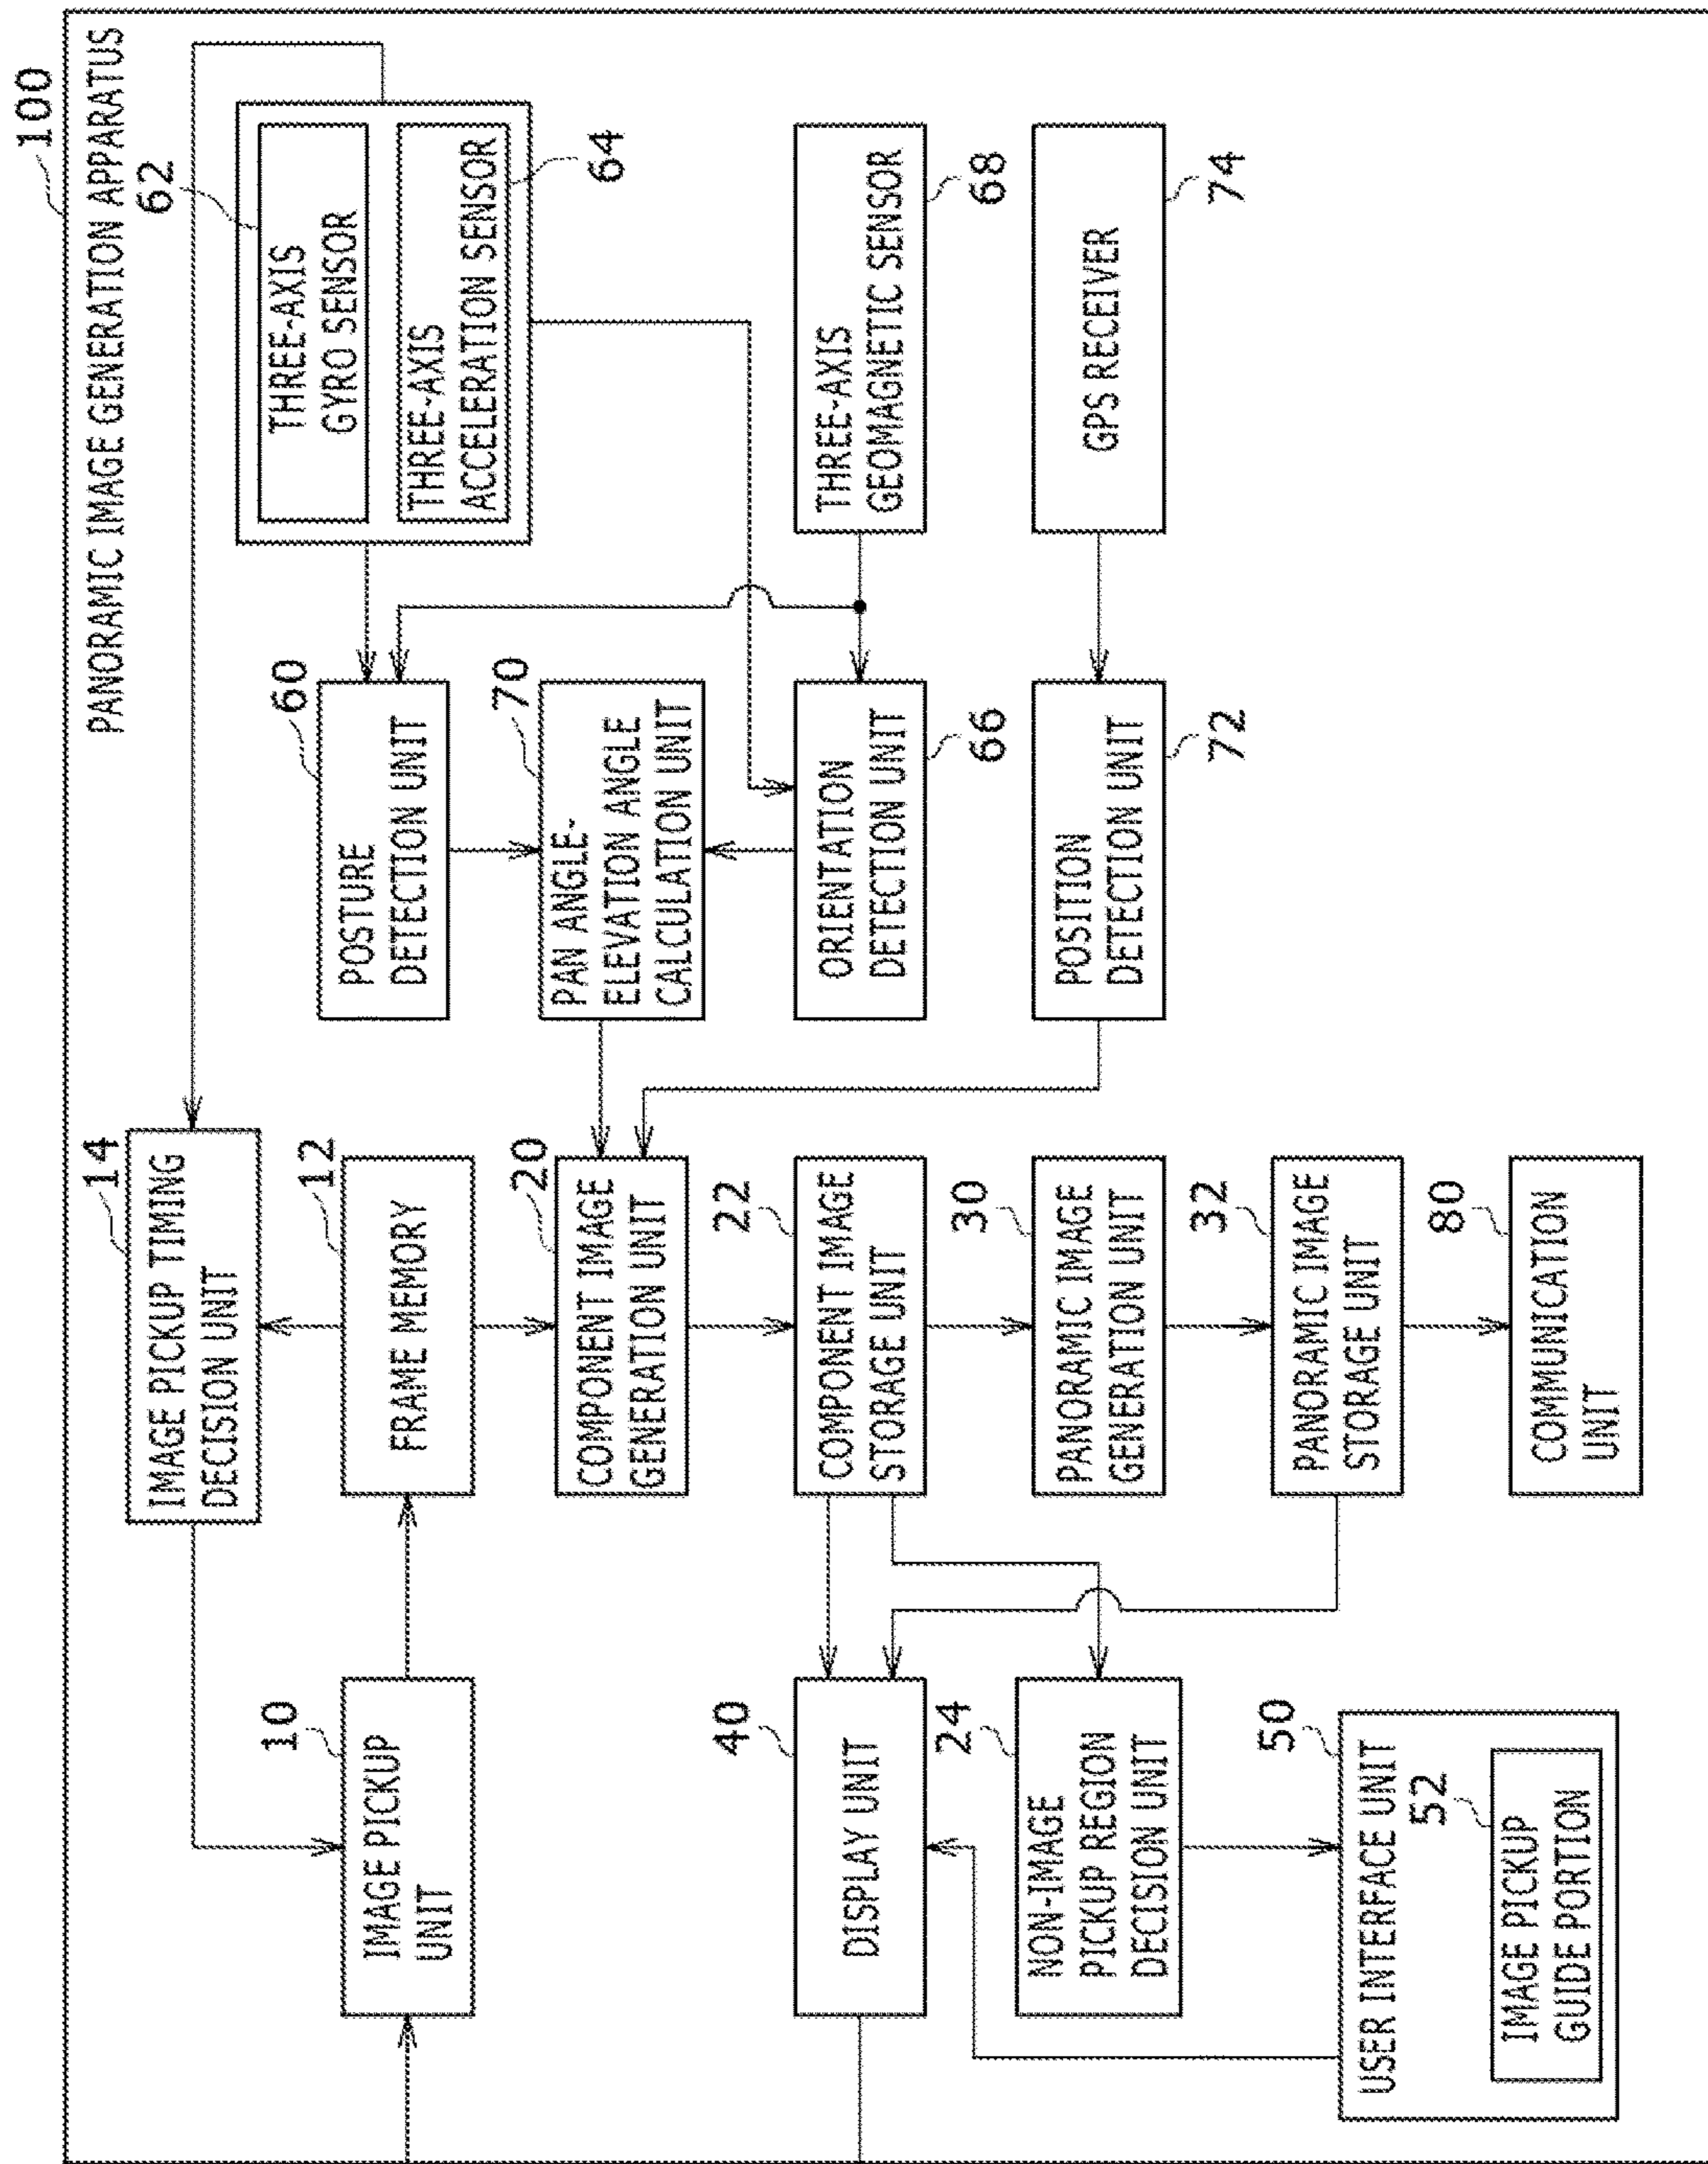 100
PANORAMIC IMAGE GENERATION APPARATUS
14
IMAGE PICKUP TIMING
DECISION UNIT
10
IMAGE PICKUP
UNIT
12
FRAME MEMORY
60
POSTURE
DETECTION UNIT
62
THREE-AXIS
GYRO SENSOR
THREE-AXIS
ACCELERATION SENSOR
64
20
COMPONENT IMAGE
GENERATION UNIT
70
PAN ANGLE-
ELEVATION ANGLE
CALCULATION UNIT
40
DISPLAY UNIT
22
COMPONENT IMAGE
STORAGE UNIT
ORIENTATION
DETECTION UNIT
66
THREE-AXIS
GEOMAGNETIC SENSOR
68
24
NON-IMAGE
PICKUP REGION
DECISION UNIT
30
PANORAMIC IMAGE
GENERATION UNIT
POSITION
DETECTION UNIT
72
GPS RECEIVER
74
50
USER INTERFACE UNIT
52
IMAGE PICKUP
GUIDE PORTION
32
PANORAMIC IMAGE
STORAGE UNIT
80
COMMUNICATION
UNIT